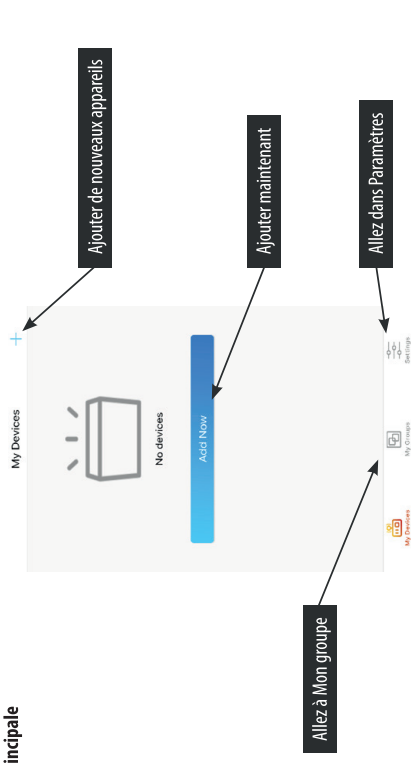 incipale
My Devices
Ajouter de nouveaux appareils
No devices
Add Now
Ajouter maintenant
Allez à Mon groupe
My Devices
My Groups
Settings
Allez dans Paramètres